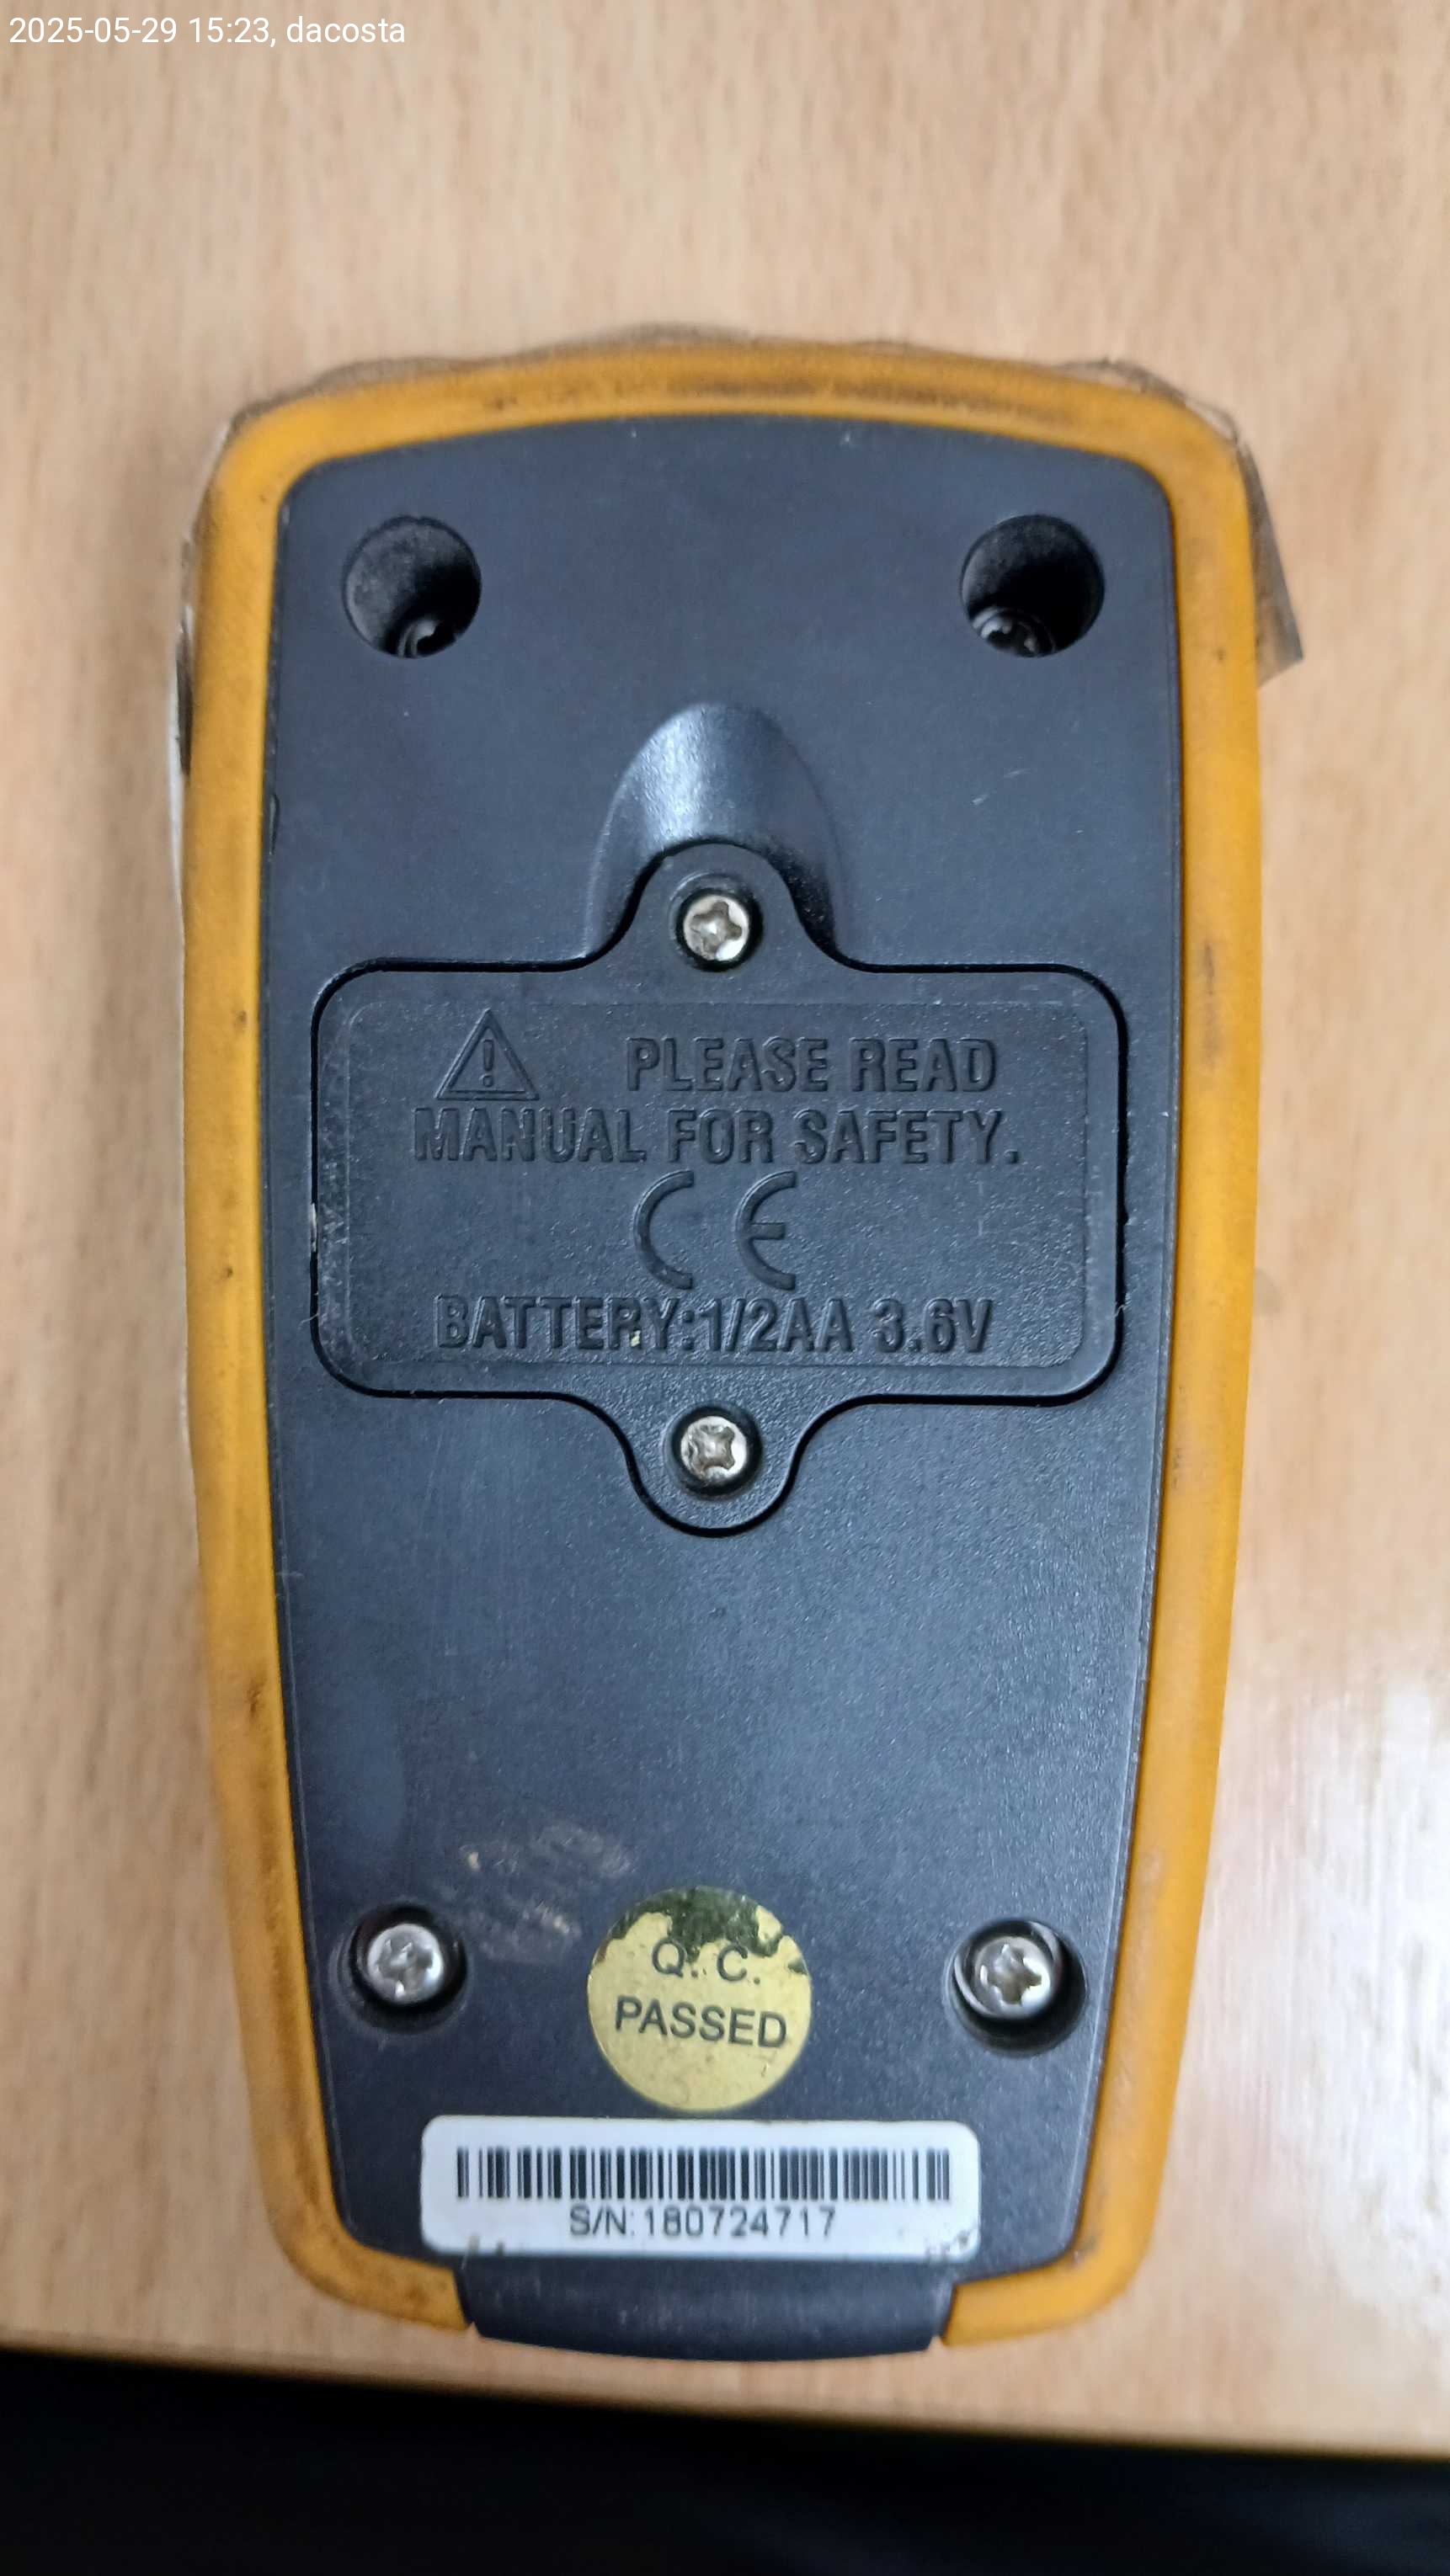 2025-05-29 15:23, dacosta
PLEASE READ
MANUAL FOR SAFETY.
CE
BATTERY:1/2AA 3.6V
Q.C.
PASSED
S/N:180724717